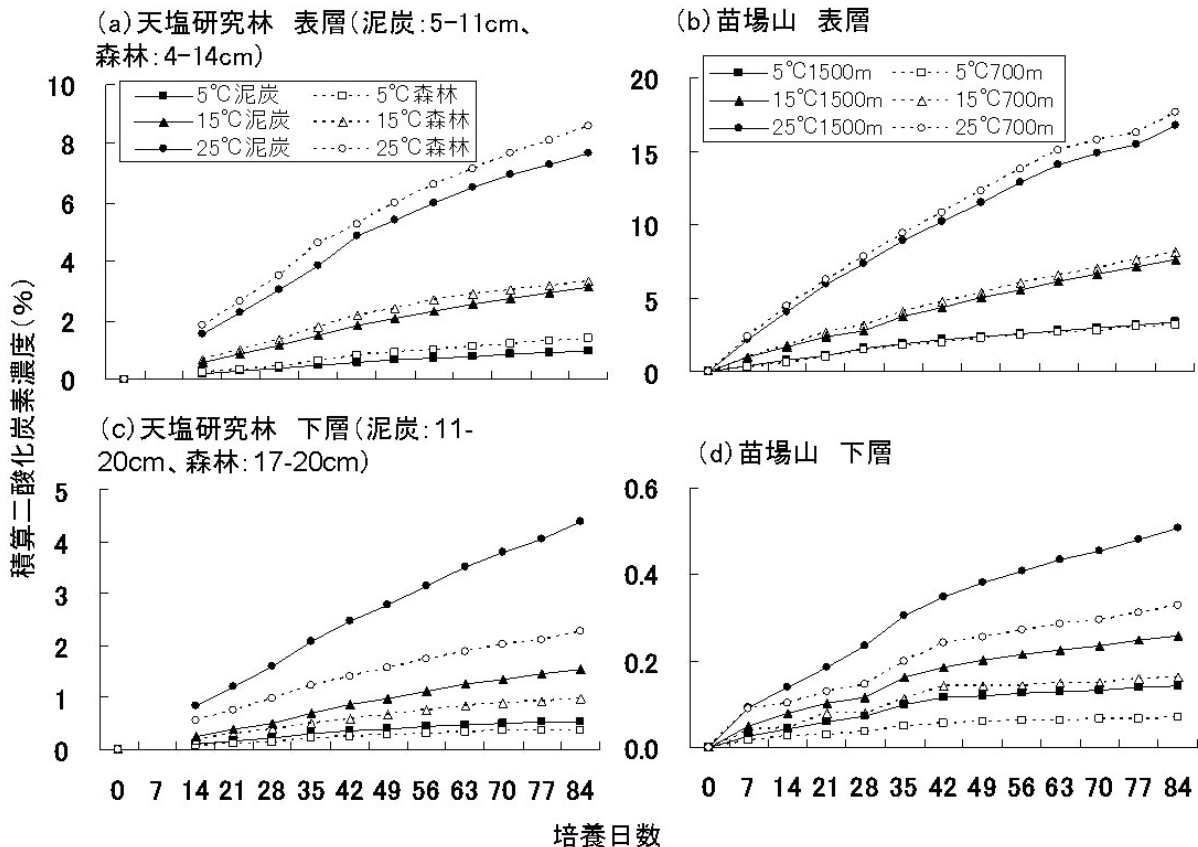 (a)天塩研究林 表層(泥炭:5-11cm、
森林:4-14cm)
10
8
6
4
2
0
5℃泥炭 5℃森林
15℃泥炭 15℃森林
25℃泥炭 25℃森林
(b)苗場山 表層
20
15
10
5
0
5℃1500m 5℃700m
15℃1500m 15℃700m
25℃1500m 25℃700m
積算二酸化炭素濃度(%)
(c)天塩研究林 下層(泥炭:11-
20cm、森林:17-20cm)
5
4
3
2
1
0
0 7 14 21 28 35 42 49 56 63 70 77 84
(d)苗場山 下層
0.6
0.4
0.2
0.0
0 7 14 21 28 35 42 49 56 63 70 77 84
培養日数